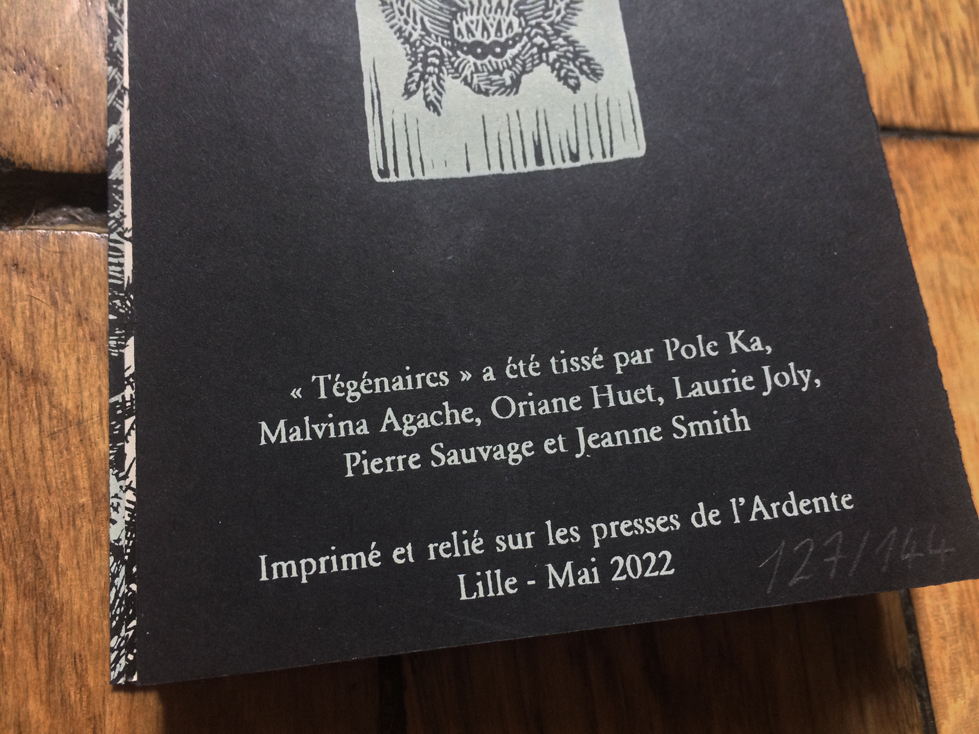 « Tégénaires » a été tissé par Pole Ka,
Malvina Agache, Oriane Huet, Laurie Joly,
Pierre Sauvage et Jeanne Smith
Imprimé et relié sur les presses de l'Ardente
Lille - Mai 2022
127/144